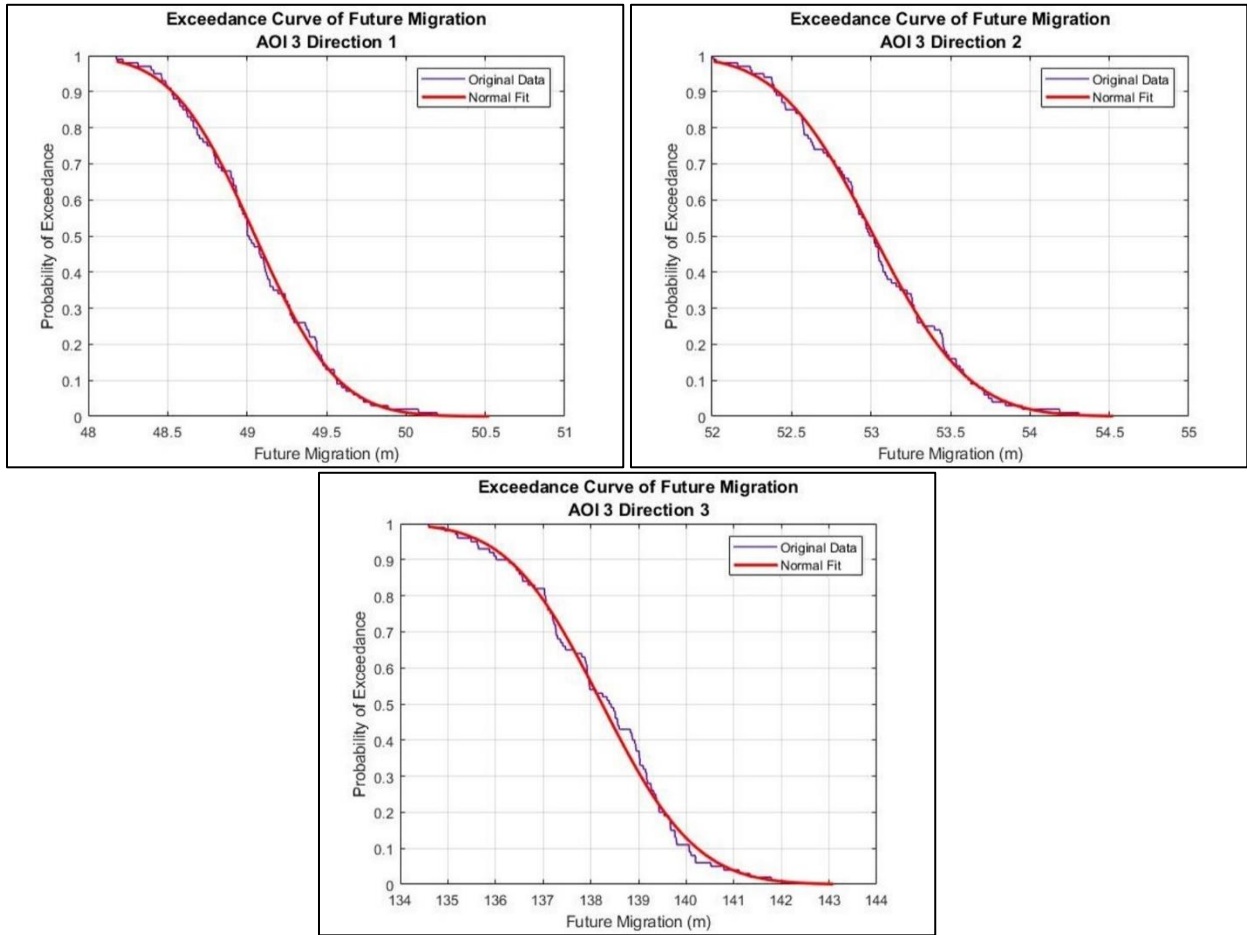 Exceedance Curve of Future Migration
AOI 3 Direction 1
Original Data
Normal Fit
Probability of Exceedance
1
0.9
0.8
0.7
0.6
0.5
0.4
0.3
0.2
0.1
0
48 48.5 49 49.5 50 50.5 51
Future Migration (m)
Exceedance Curve of Future Migration
AOI 3 Direction 2
Original Data
Normal Fit
Probability of Exceedance
1
0.9
0.8
0.7
0.6
0.5
0.4
0.3
0.2
0.1
0
52 52.5 53 53.5 54 54.5 55
Future Migration (m)
Exceedance Curve of Future Migration
AOI 3 Direction 3
Original Data
Normal Fit
Probability of Exceedance
1
0.9
0.8
0.7
0.6
0.5
0.4
0.3
0.2
0.1
0
134 135 136 137 138 139 140 141 142 143 144
Future Migration (m)